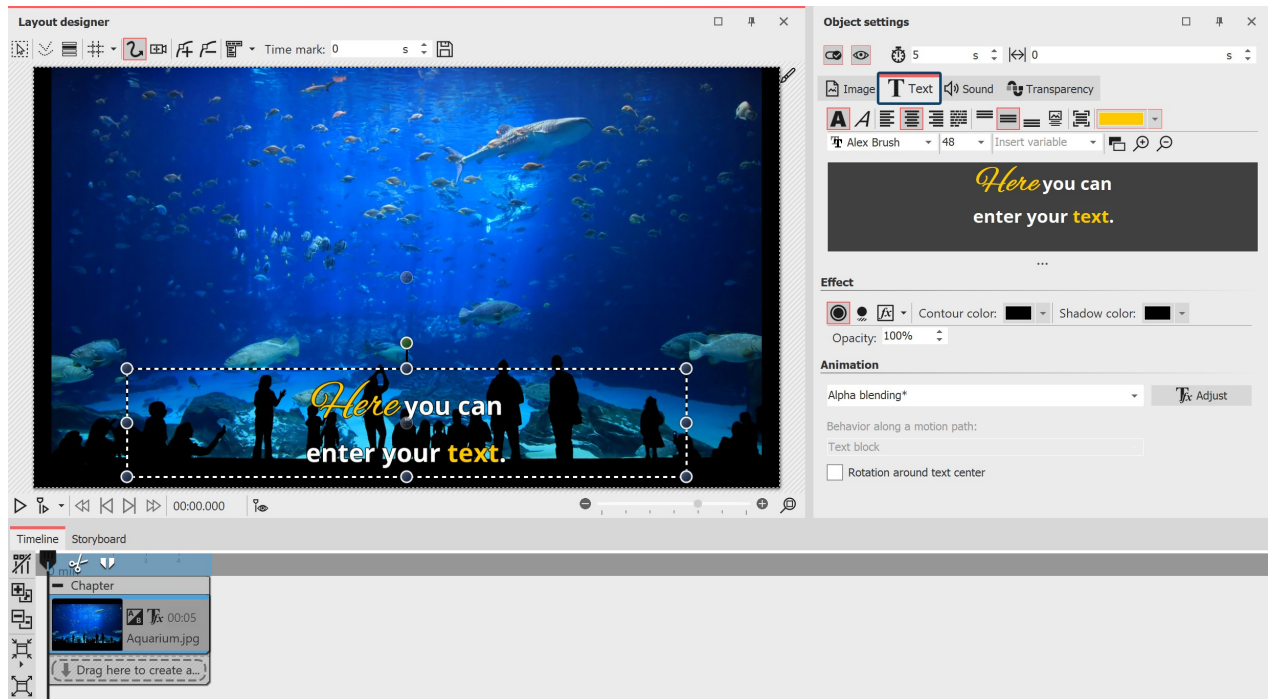 Layout designer
Time mark: 0 s
Here you can
enter your text.
00:00.000
Object settings
5 s 0 s
Image Text Sound Transparency
A A
Alex Brush 48 Insert variable
Here you can
enter your text.
...
Effect
fx Contour color: Shadow color:
Opacity: 100%
Animation
Alpha blending* Adjust
Behavior along a motion path:
Text block
Rotation around text center
Timeline Storyboard
Chapter
00:05
Aquarium.jpg
Drag here to create a...